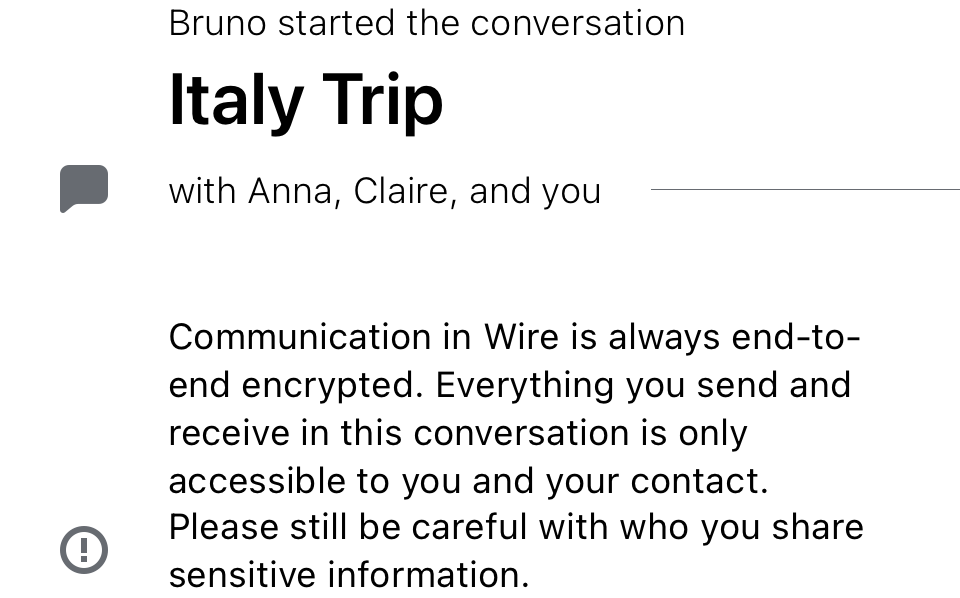 Bruno started the conversation
Italy Trip
with Anna, Claire, and you
Communication in Wire is always end-to-
end encrypted. Everything you send and
receive in this conversation is only
accessible to you and your contact.
Please still be careful with who you share
sensitive information.